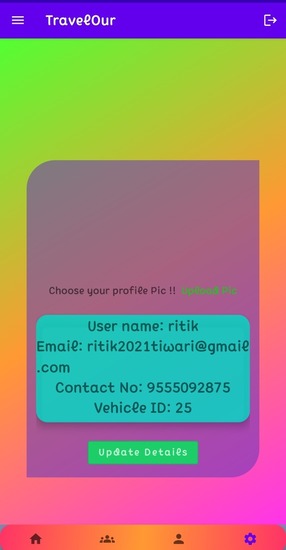 TravelOur
Choose your profile Pic !! Upload Pic
User name: ritik
Email: ritik2021tiwari@gmail
.com
Contact No: 9555092875
Vehicle ID: 25
Update Details